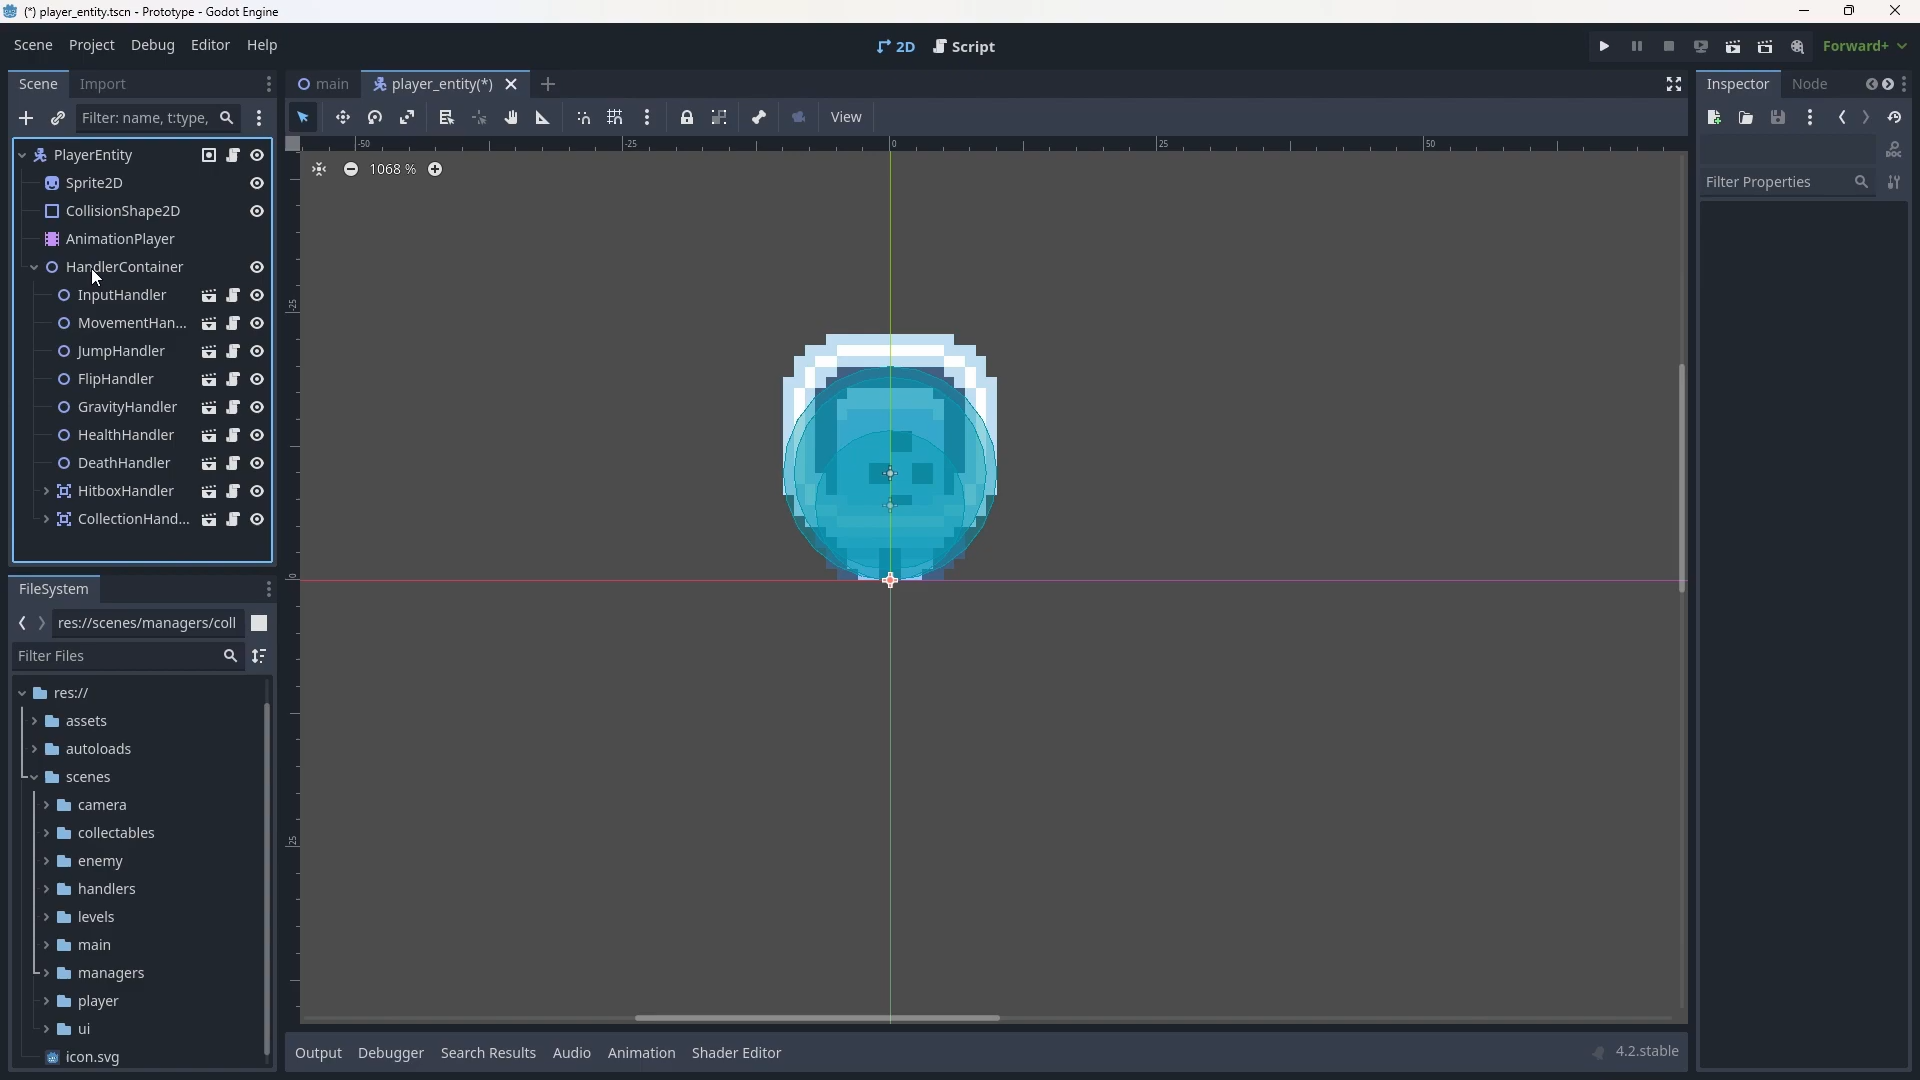 (*) player_entity.tscn - Prototype - Godot Engine
Scene Project Debug Editor Help
2D Script
Forward+
Scene Import
main player_entity(*)
Inspector Node
Filter: name, t:type,
View
PlayerEntity
1068 %
Sprite2D
Filter Properties
CollisionShape2D
AnimationPlayer
HandlerContainer
InputHandler
MovementHan...
JumpHandler
FlipHandler
GravityHandler
HealthHandler
DeathHandler
HitboxHandler
CollectionHand...
-50 -25 0 25 50
-25
0
25
DOC
FileSystem
res://scenes/managers/coll
Filter Files
res://
assets
autoloads
scenes
camera
collectables
enemy
handlers
levels
main
managers
player
ui
icon.svg
Output Debugger Search Results Audio Animation Shader Editor
4.2.stable